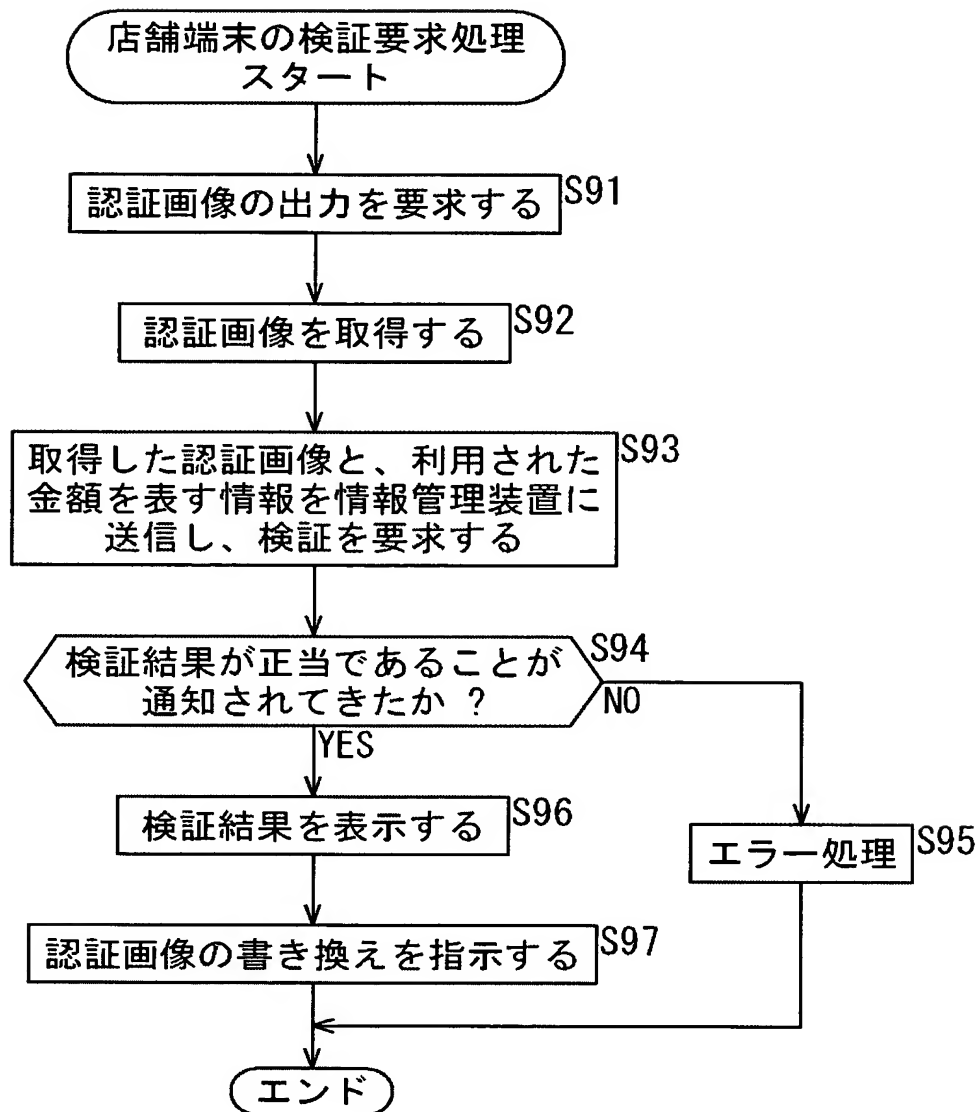 店舗端末の検証要求処理
スタート
認証画像の出力を要求する
S91
認証画像を取得する
S92
取得した認証画像と、利用された
金額を表す情報を情報管理装置に
送信し、検証を要求する
S93
検証結果が正当であることが
通知されてきたか ?
S94
NO
YES
検証結果を表示する
S96
エラー処理
S95
認証画像の書き換えを指示する
S97
エンド